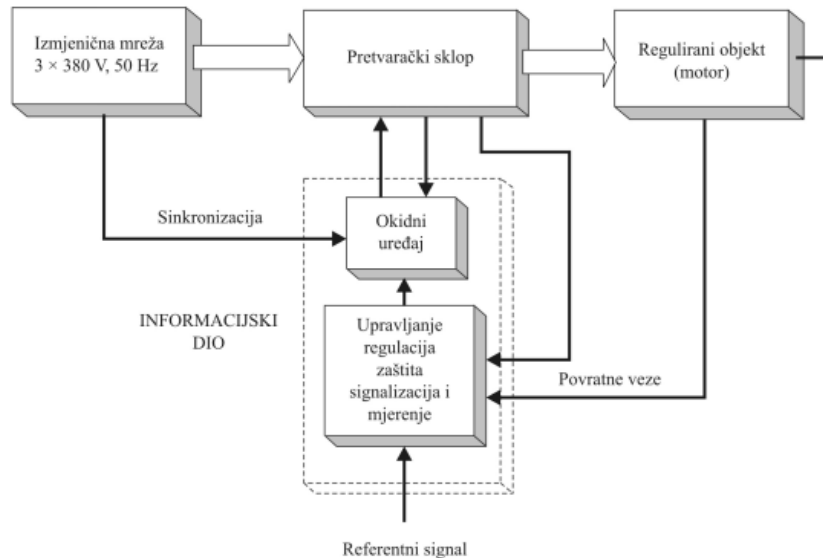 Izmjenična mreža
3 × 380 V, 50 Hz
Pretvarački sklop
Regulirani objekt
(motor)
Sinkronizacija
Okidni
uređaj
INFORMACIJSKI
DIO
Upravljanje
regulacija
zaštita
signalizacija i
mjerenje
Povratne veze
Referentni signal